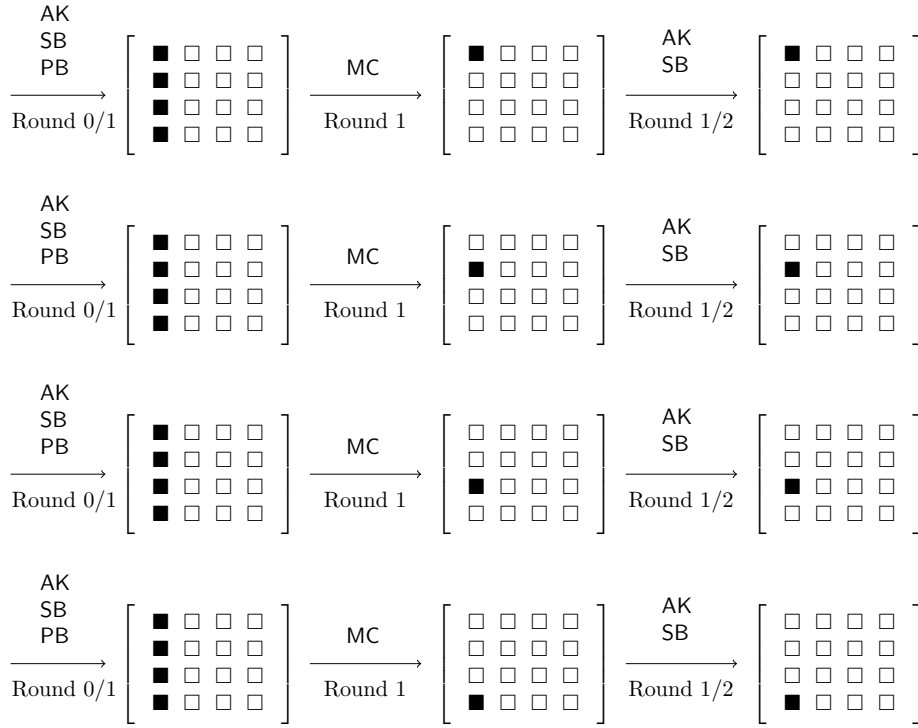 AK
SB
PB
Round 0/1
MC
Round 1
AK
SB
Round 1/2
AK
SB
PB
Round 0/1
MC
Round 1
AK
SB
Round 1/2
AK
SB
PB
Round 0/1
MC
Round 1
AK
SB
Round 1/2
AK
SB
PB
Round 0/1
MC
Round 1
AK
SB
Round 1/2